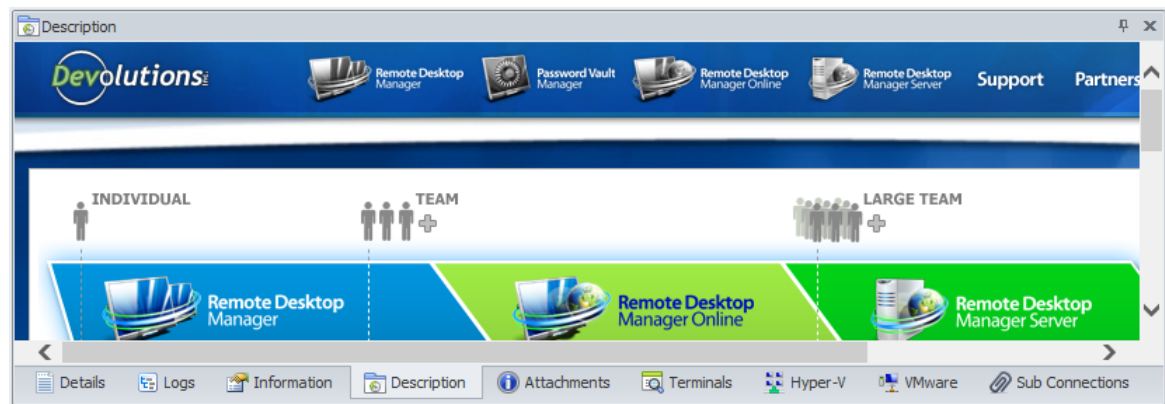 Description
Devolutions inc.
Remote Desktop
Manager
Password Vault
Manager
Remote Desktop
Manager Online
Remote Desktop
Manager Server
Support
Partners
INDIVIDUAL
TEAM
LARGE TEAM
Remote Desktop
Manager
Remote Desktop
Manager Online
Remote Desktop
Manager Server
Details
Logs
Information
Description
Attachments
Terminals
Hyper-V
VMware
Sub Connections